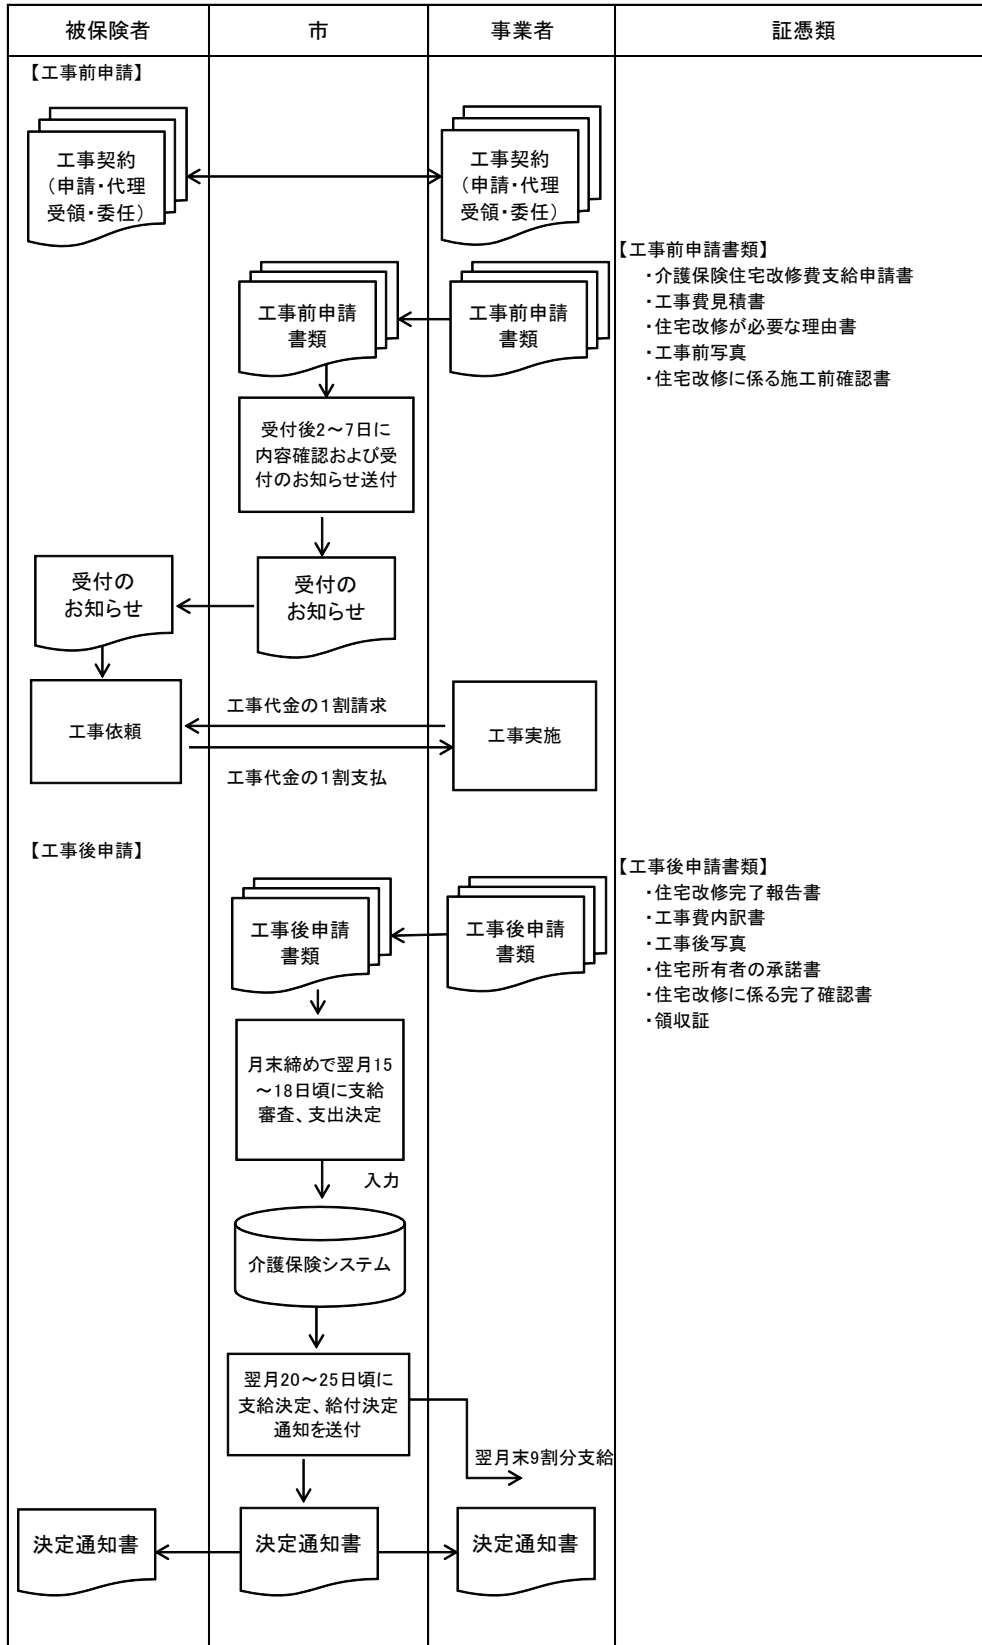 被保険者
市
事業者
証憑類
【工事前申請】
工事契約
（申請・代理
受領・委任）
工事契約
（申請・代理
受領・委任）
【工事前申請書類】
・介護保険住宅改修費支給申請書
・工事費見積書
・住宅改修が必要な理由書
・工事前写真
・住宅改修に係る施工前確認書
工事前申請
書類
工事前申請
書類
受付後2～7日に
内容確認および受
付のお知らせ送付
受付の
お知らせ
受付の
お知らせ
工事依頼
工事代金の1割請求
工事代金の1割支払
工事実施
【工事後申請】
【工事後申請書類】
・住宅改修完了報告書
・工事費内訳書
・工事後写真
・住宅所有者の承諾書
・住宅改修に係る完了確認書
・領収証
工事後申請
書類
工事後申請
書類
月末締めで翌月15
～18日頃に支給
審査、支出決定
入力
介護保険システム
翌月20～25日頃に
支給決定、給付決定
通知を送付
翌月末9割分支給
決定通知書
決定通知書
決定通知書